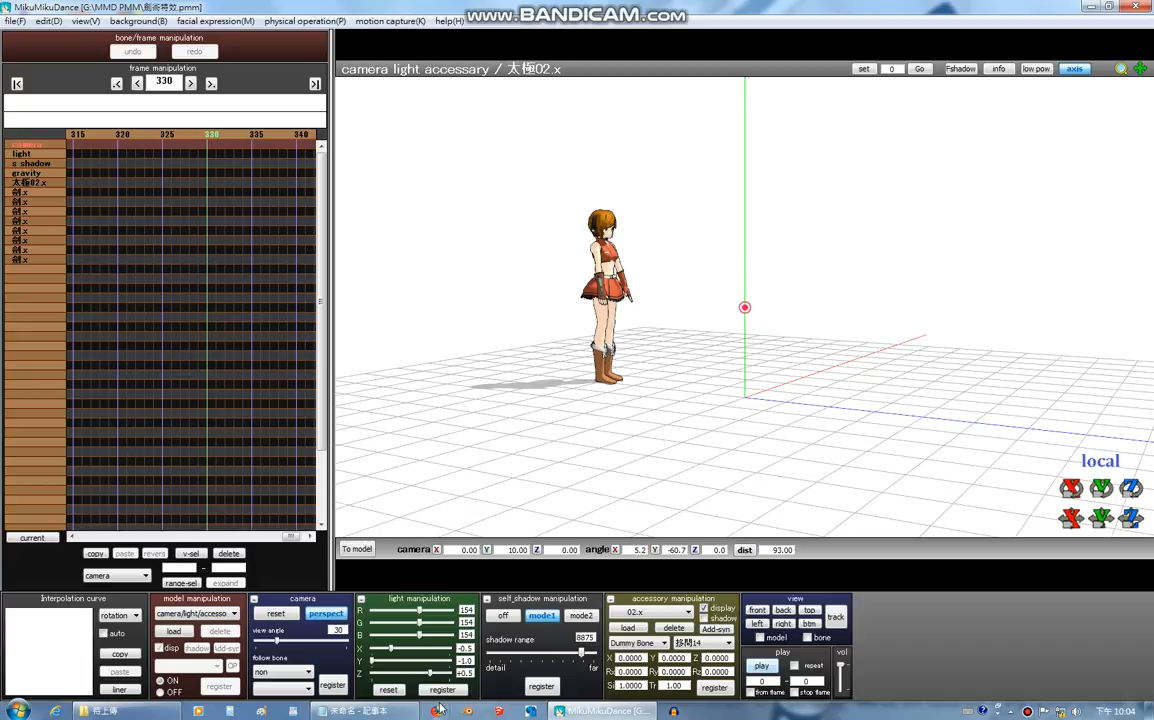 MikuMikuDance [G:\MMD PMM\劍術特效.pmm]
www.BANDICAM.com
file(F) edit(D) view(V) background(B) facial expression(M) physical operation(P) motion capture(K) help(H)
bone/frame manipulation
undo redo
frame manipulation
330
camera light accessary / 太極02.x
set 0 Go Fshadow info low pow axis
315 320 325 330 335 340
camera
light
s shadow
gravity
太極02.x
劍.x
劍.x
劍.x
劍.x
劍.x
劍.x
劍.x
劍.x
local
current
To model camera X 0.00 Y 10.00 Z 0.00 angle X 5.2 Y -60.7 Z 0.0 dist 93.00
copy paste revers v-sel delete
camera
range-sel expand
Interpolation curve
rotation
auto
copy
paste
liner
model manipulation
camera/light/accesso
load delete
disp shadow Add-syn
OP
ON
OFF
register
camera
reset perspect
view angle 30
follow bone
non
register
light manipulation
R 154
G 154
B 154
X -0.5
Y -1.0
Z +0.5
reset register
self_shadow manipulation
off mode1 mode2
shadow range 8875
detail far
register
accessory manipulation
02.x display
shadow
load delete Add-syn
Dummy Bone
X 0.0000 Y 0.0000 Z 0.0000
Rx 0.0000 Ry 0.0000 Rz 0.0000
Si 1.0000 Tr 1.00 register
view
front back top
left right btm
track
model bone
play
play repeat
0 - 0
from flame stop flame
vol
待上傳
未命名 - 記事本
MikuMikuDance [G:...
下午 10:04